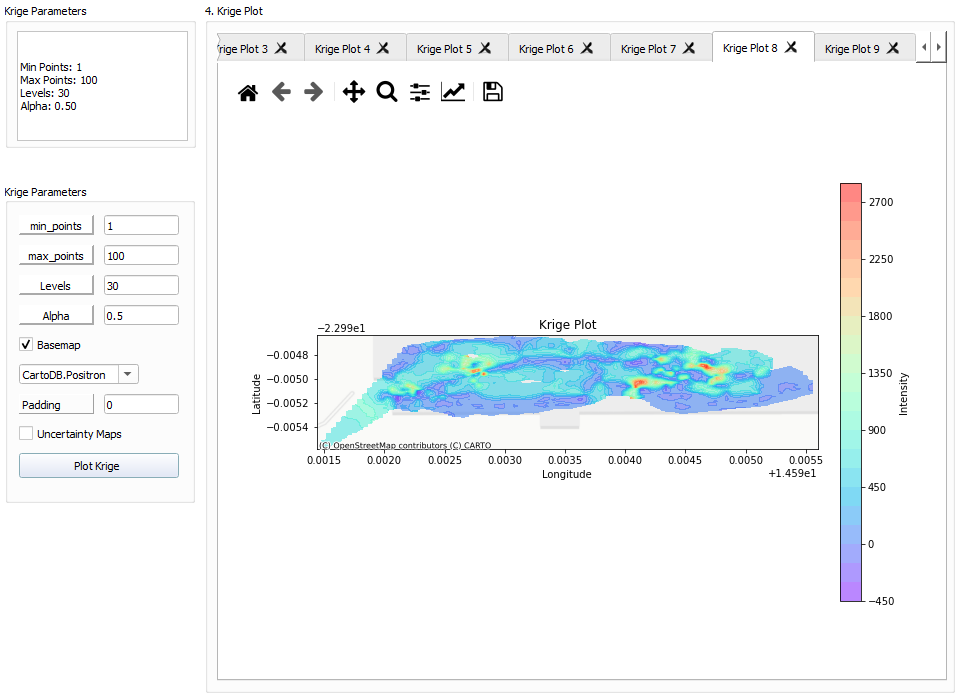 Krige Parameters
Min Points: 1
Max Points: 100
Levels: 30
Alpha: 0.50
Krige Parameters
min_points 1
max_points 100
Levels 30
Alpha 0.5
Basemap
CartoDB.Positron
Padding 0
Uncertainty Maps
Plot Krige
4. Krige Plot
rige Plot 3 Krige Plot 4 Krige Plot 5 Krige Plot 6 Krige Plot 7 Krige Plot 8 Krige Plot 9
−2.299e1
Krige Plot
−0.0048
−0.0050
−0.0052
−0.0054
Latitude
(C) OpenStreetMap contributors (C) CARTO
0.0015 0.0020 0.0025 0.0030 0.0035 0.0040 0.0045 0.0050 0.0055
Longitude
+1.459e1
2700
2250
1800
1350
900
450
0
−450
Intensity